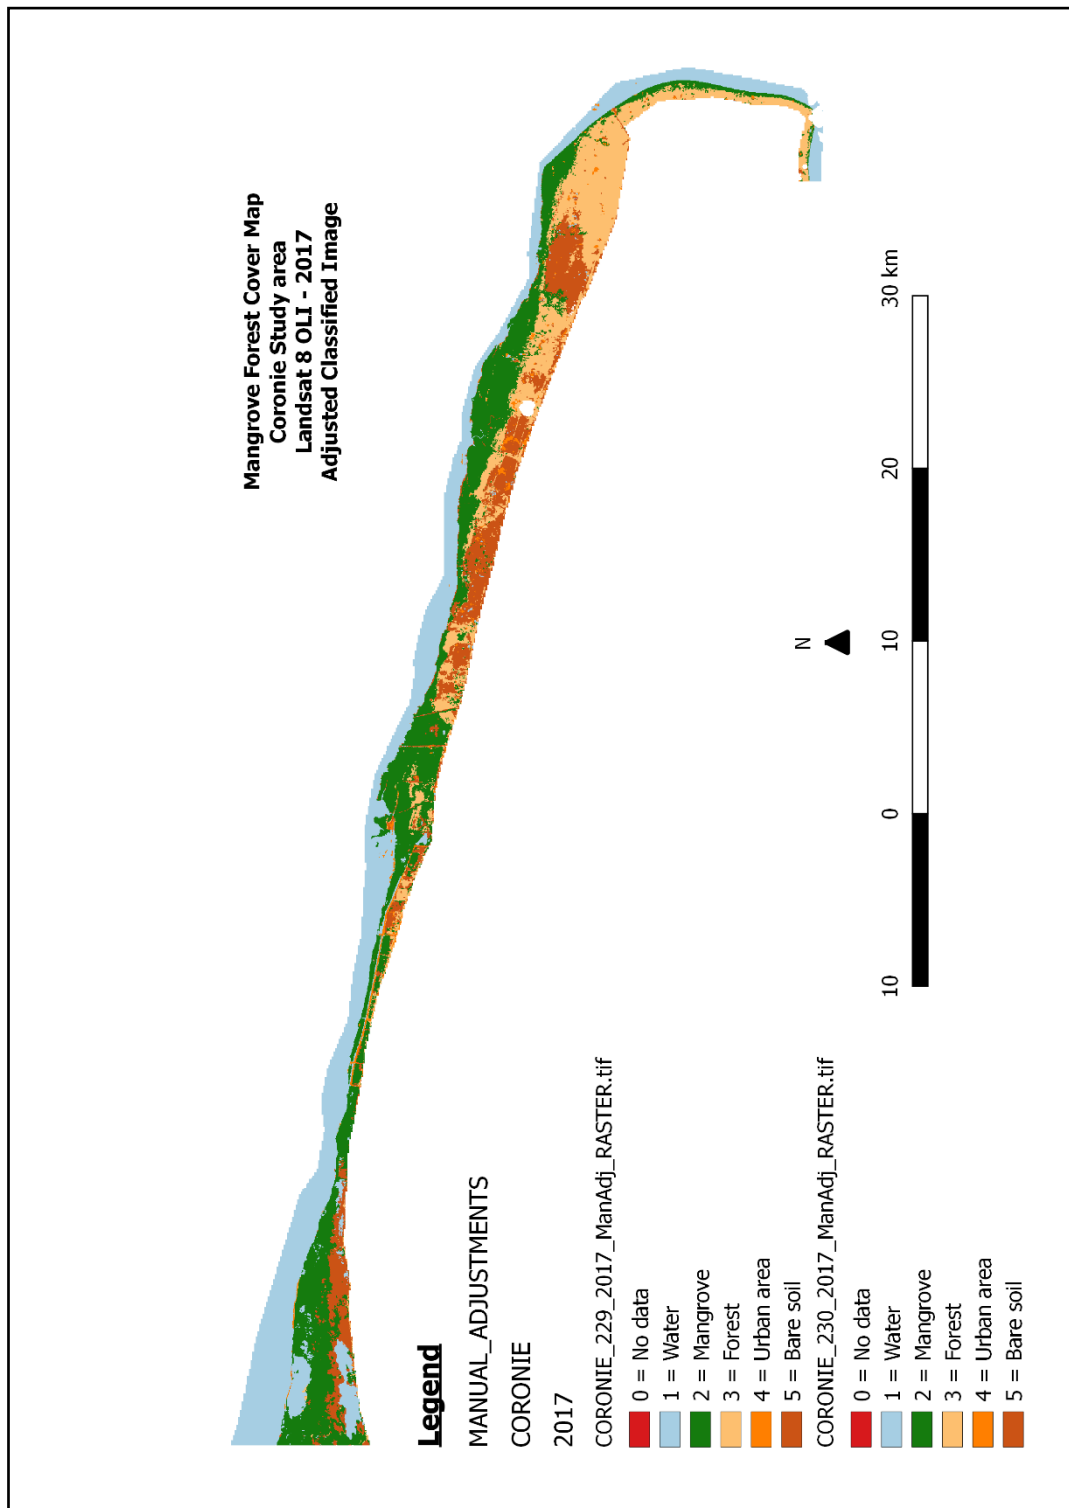 Mangrove Forest Cover Map
Coronie Study area
Landsat 8 OLI - 2017
Adjusted Classified Image
Legend
MANUAL_ADJUSTMENTS
CORONIE
2017
CORONIE_229_2017_ManAdj_RASTER.tif
0 = No data
1 = Water
2 = Mangrove
3 = Forest
4 = Urban area
5 = Bare soil
CORONIE_230_2017_ManAdj_RASTER.tif
0 = No data
1 = Water
2 = Mangrove
3 = Forest
4 = Urban area
5 = Bare soil
N
10 0 10 20 30 km